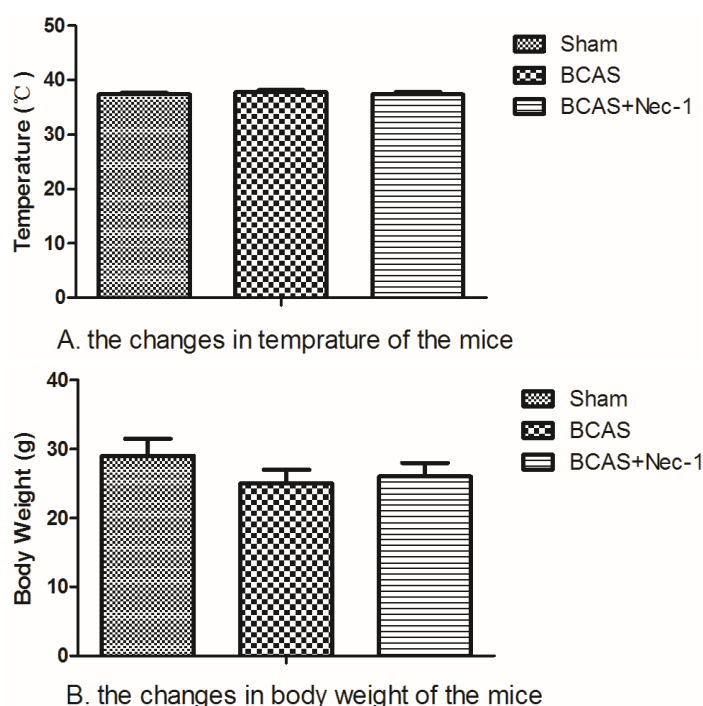 50
40
30
20
10
0
Temperature (℃)
Sham
BCAS
BCAS+Nec-1
A. the changes in temprature of the mice
40
30
20
10
0
Body Weight (g)
Sham
BCAS
BCAS+Nec-1
B. the changes in body weight of the mice